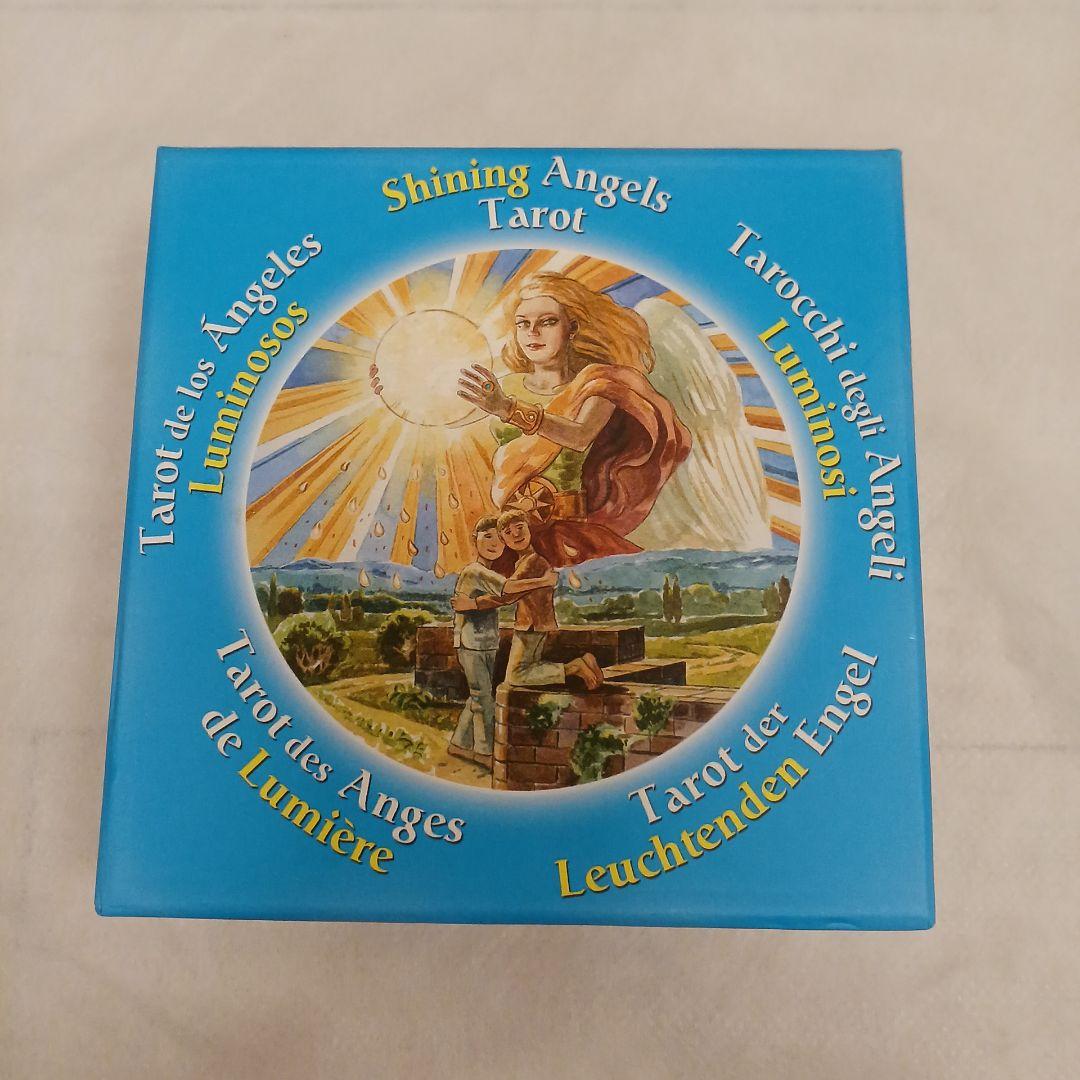 Shining Angels
Tarot
Tarocchi degli Angeli
Luminosi
Tarot der
Leuchtenden Engel
Tarot des Anges
de Lumière
Tarot de los Ángeles
Luminosos